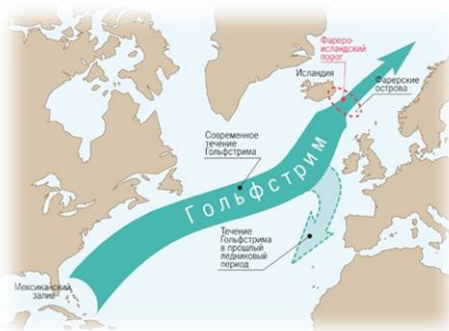 Фареро-
исландский
порог
Исландия
Фарерские
острова
Современное
течение
Гольфстрима
Гольфстрим
Течение
Гольфстрима
в прошлый
ледниковый
период
Мексиканский
залив